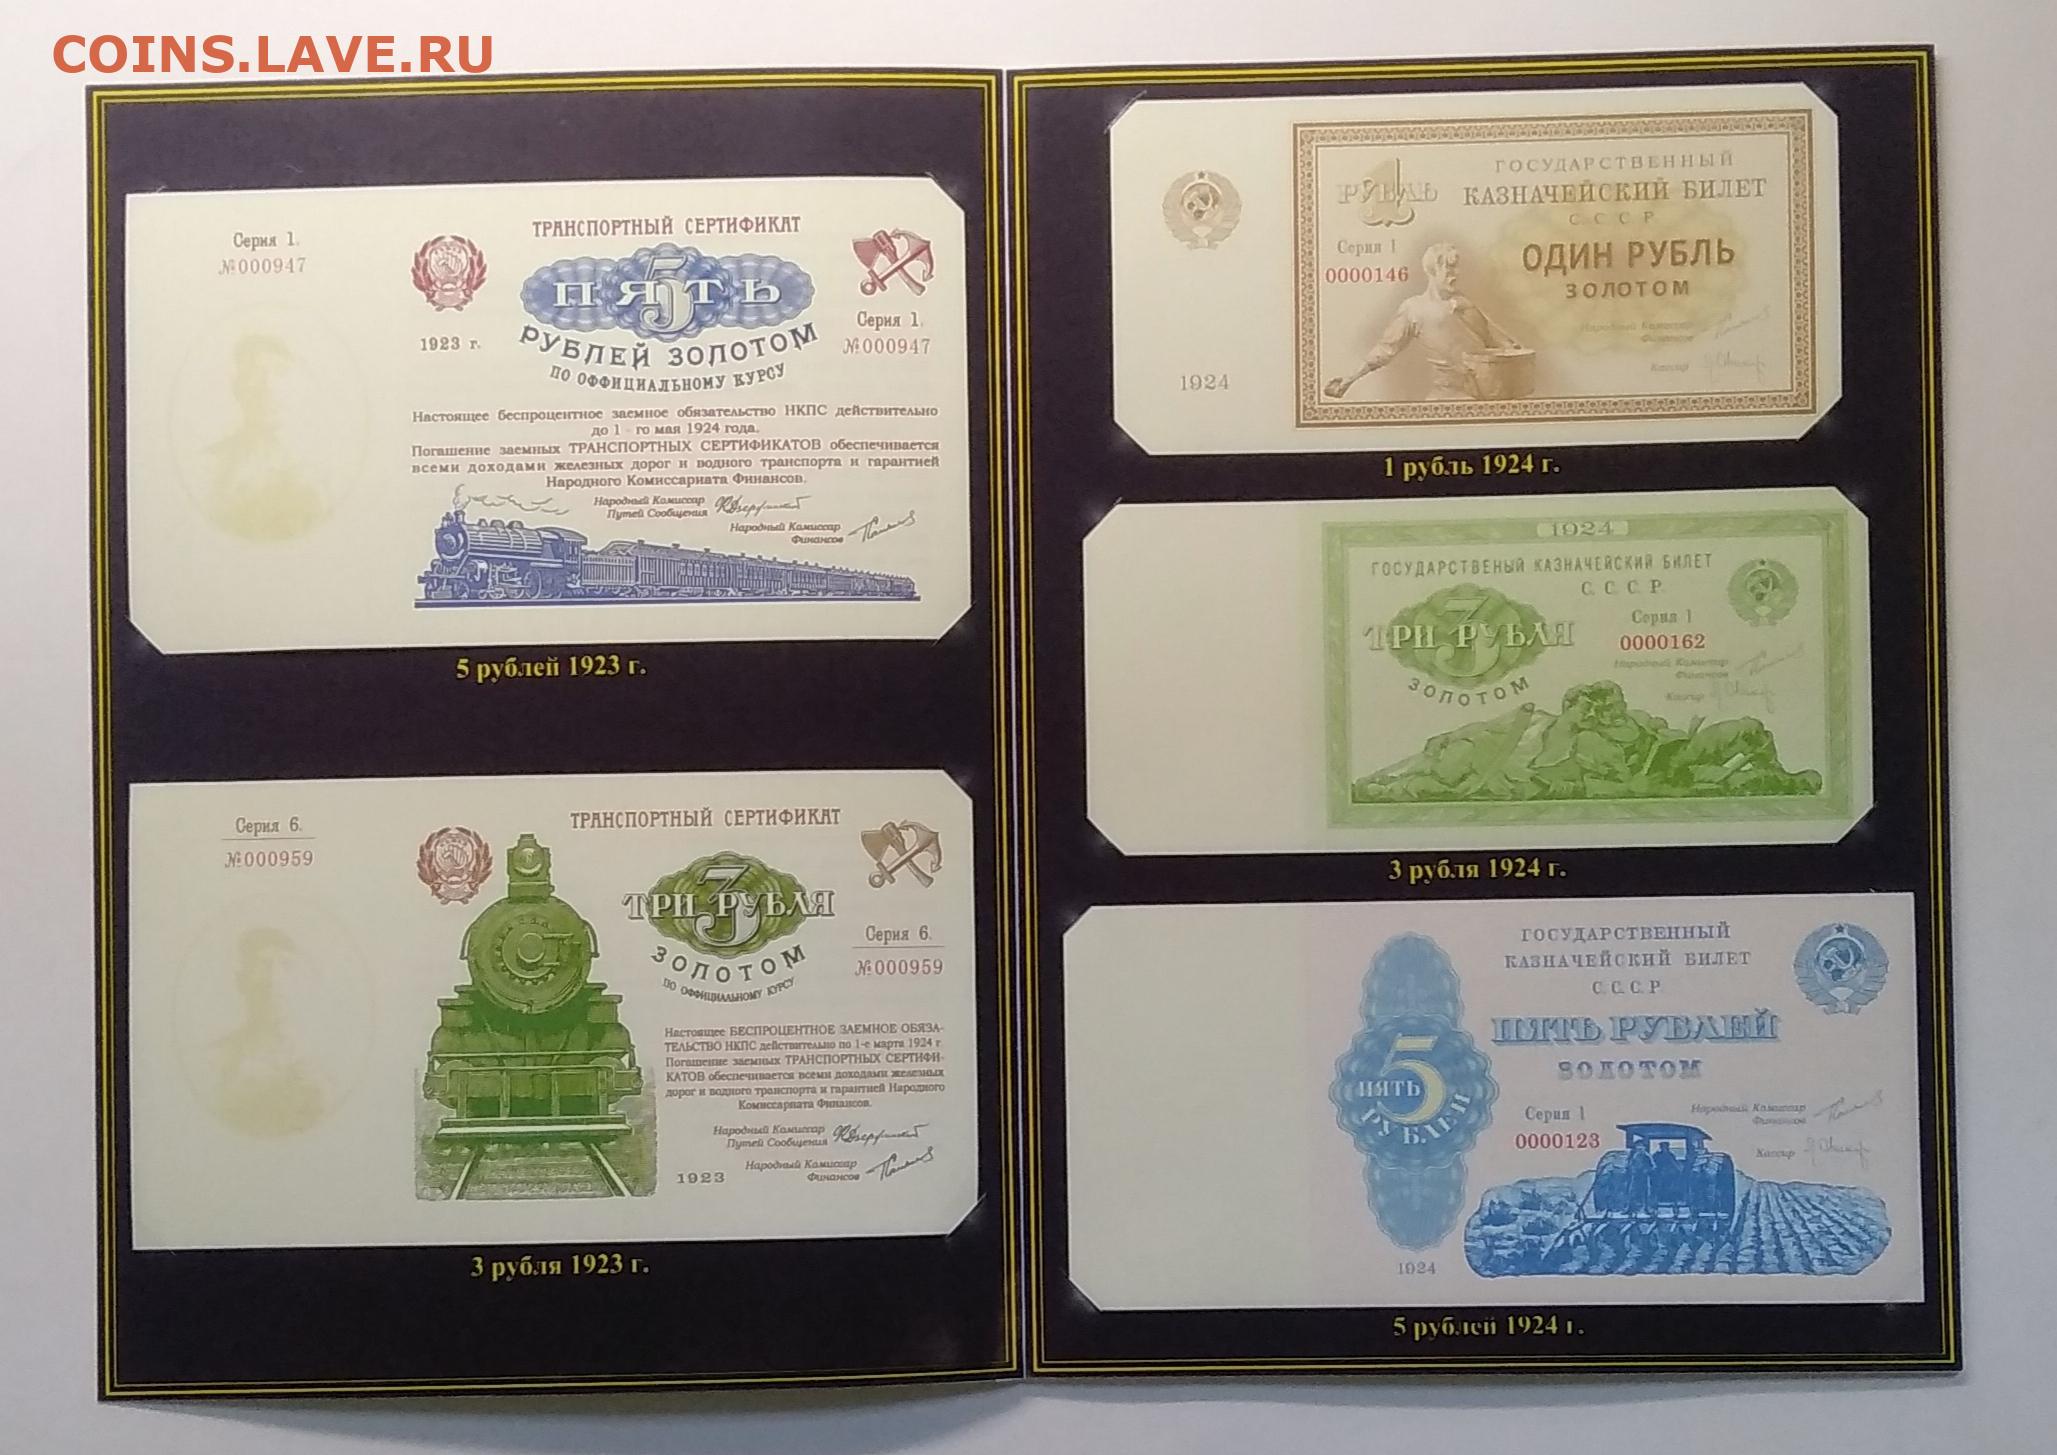 COINS.LAVE.RU
Серия 1.
№000947
ТРАНСПОРТНЫЙ СЕРТИФИКАТ
5
ПЯТЬ
РУБЛЕЙ ЗОЛОТОМ
ПО ОФФИЦИАЛЬНОМУ КУРСУ
1923 г.
Серия 1.
№000947
Настоящее беспроцентное заемное обязательство НКПС действительно
до 1 - го мая 1924 года.
Погашение заемных ТРАНСПОРТНЫХ СЕРТИФИКАТОВ обеспечивается
всеми доходами железных дорог и водного транспорта и гарантией
Народного Комиссариата Финансов.
Народный Комиссар
Путей Сообщения
Народный Комиссар
Финансов
5 рублей 1923 г.
Серия 6.
№000959
ТРАНСПОРТНЫЙ СЕРТИФИКАТ
3
ТРИ РУБЛЯ
ЗОЛОТОМ
ПО ОФФИЦИАЛЬНОМУ КУРСУ
Серия 6.
№000959
Настоящее БЕСПРОЦЕНТНОЕ ЗАЕМНОЕ ОБЯЗА-
ТЕЛЬСТВО НКПС действительно по 1-е марта 1924 г.
Погашение заемных ТРАНСПОРТНЫХ СЕРТИФИ-
КАТОВ обеспечивается всеми доходами железных
дорог и водного транспорта и гарантией Народного
Комиссариата Финансов.
Народный Комиссар
Путей Сообщения
Народный Комиссар
Финансов
1923
3 рубля 1923 г.
ГОСУДАРСТВЕННЫЙ
КАЗНАЧЕЙСКИЙ БИЛЕТ
С С С Р
1
РУБЛЬ
Серия 1
0000146
ОДИН РУБЛЬ
ЗОЛОТОМ
Народный Комиссар
Финансов
Кассир
1924
1 рубль 1924 г.
1924
ГОСУДАРСТВЕНЫЙ КАЗНАЧЕЙСКИЙ БИЛЕТ
С. С. С. Р.
3
ТРИ РУБЛЯ
ЗОЛОТОМ
Серия 1
0000162
Народный Комиссар
Финансов
Кассир
3 рубля 1924 г.
ГОСУДАРСТВЕННЫЙ
КАЗНАЧЕЙСКИЙ БИЛЕТ
С. С. С. Р.
ПЯТЬ РУБЛЕЙ
ЗОЛОТОМ
5
ПЯТЬ
РУБЛЕЙ
Серия 1
0000123
Народный Комиссар
Финансов
Кассир
1924
5 рублей 1924 г.